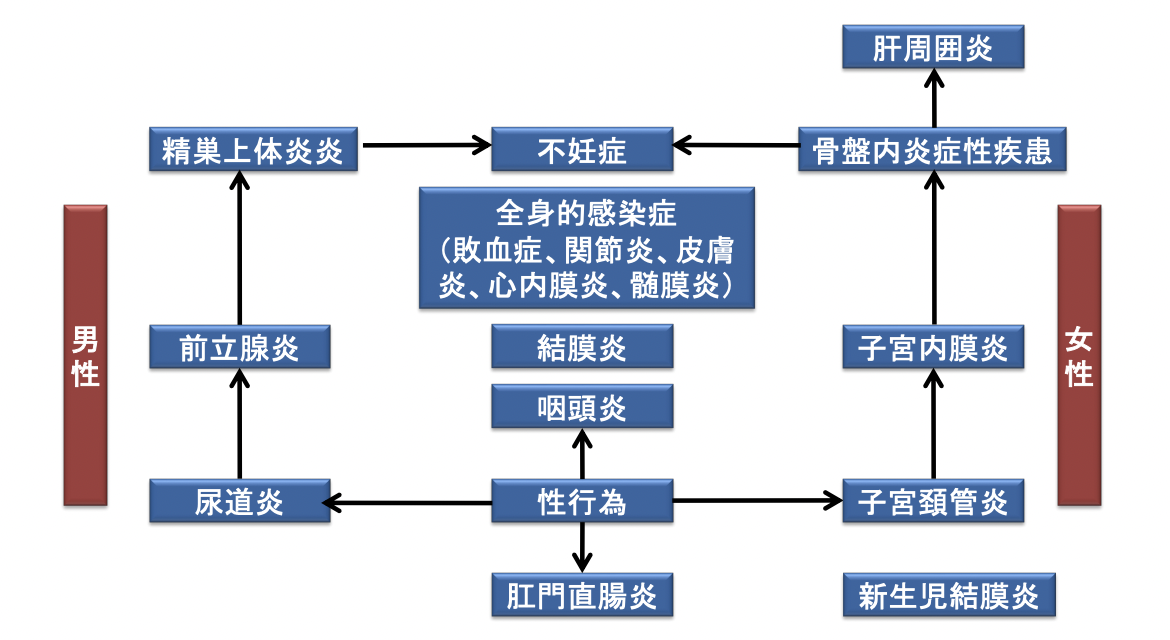 肝周囲炎
精巣上体炎炎
不妊症
骨盤内炎症性疾患
全身的感染症
（敗血症、関節炎、皮膚
炎、心内膜炎、髄膜炎）
男性
女性
前立腺炎
結膜炎
子宮内膜炎
咽頭炎
尿道炎
性行為
子宮頚管炎
肛門直腸炎
新生児結膜炎